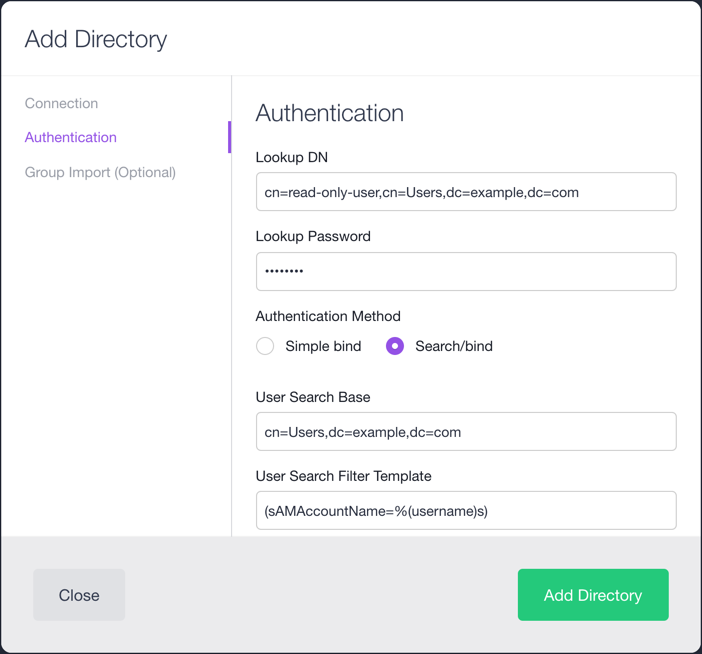 Add Directory
Connection
Authentication
Group Import (Optional)
Authentication
Lookup DN
cn=read-only-user,cn=Users,dc=example,dc=com
Lookup Password
••••••••
Authentication Method
Simple bind
Search/bind
User Search Base
cn=Users,dc=example,dc=com
User Search Filter Template
(sAMAccountName=%(username)s)
Close
Add Directory